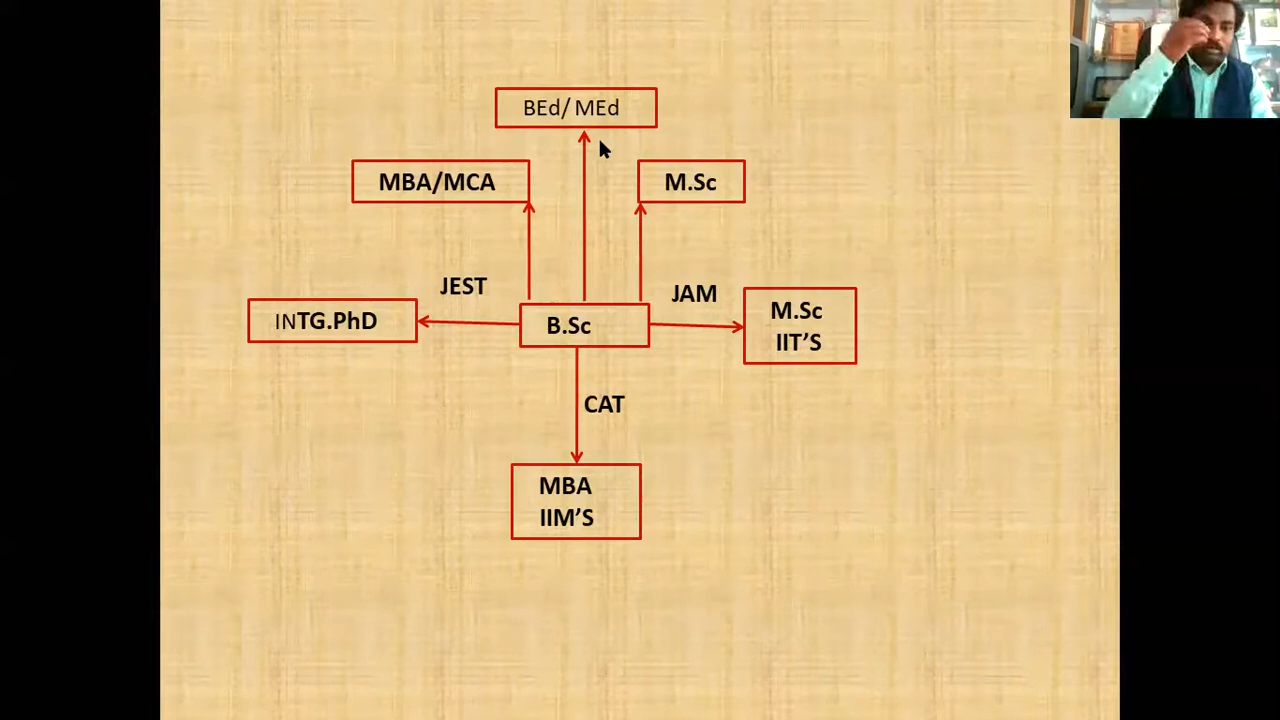 BEd/ MEd
MBA/MCA
M.Sc
JEST
JAM
INTG.PhD
B.Sc
M.Sc
IIT’S
CAT
MBA
IIM’S